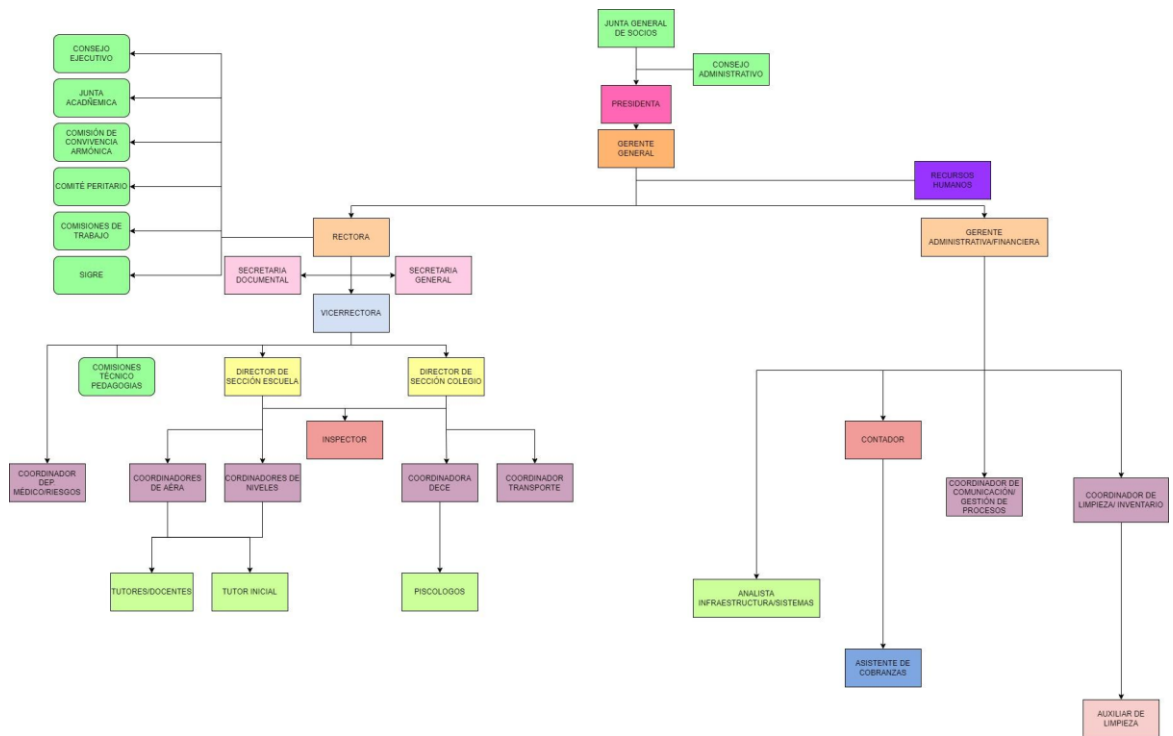 JUNTA GENERAL
DE SOCIOS
CONSEJO
EJECUTIVO
CONSEJO
ADMINISTRATIVO
JUNTA
ACADÑEMICA
PRESIDENTA
COMISIÓN DE
CONVIVENCIA
ARMÓNICA
GERENTE
GENERAL
COMITÉ PERITARIO
RECURSOS
HUMANOS
COMISIONES DE
TRABAJO
RECTORA
GERENTE
ADMINISTRATIVA/FINANCIERA
SIGRE
SECRETARIA
DOCUMENTAL
SECRETARIA
GENERAL
VICERRECTORA
COMISIONES
TÉCNICO
PEDAGOGIAS
DIRECTOR DE
SECCIÓN ESCUELA
DIRECTOR DE
SECCIÓN COLEGIO
INSPECTOR
CONTADOR
COORDINADOR
DEP.
MÉDICO/RIESGOS
COORDINADORES
DE AÉRA
CORDINADORES DE
NIVELES
COORDINADORA
DECE
COORDINADOR
TRANSPORTE
COORDINADOR DE
COMUNICACIÓN/
GESTIÓN DE
PROCESOS
COORDINADOR DE
LIMPIEZA/ INVENTARIO
TUTORES/DOCENTES
TUTOR INICIAL
PISCOLOGOS
ANALISTA
INFRAESTRUCTURA/SISTEMAS
ASISTENTE DE
COBRANZAS
AUXILIAR DE
LIMPIEZA